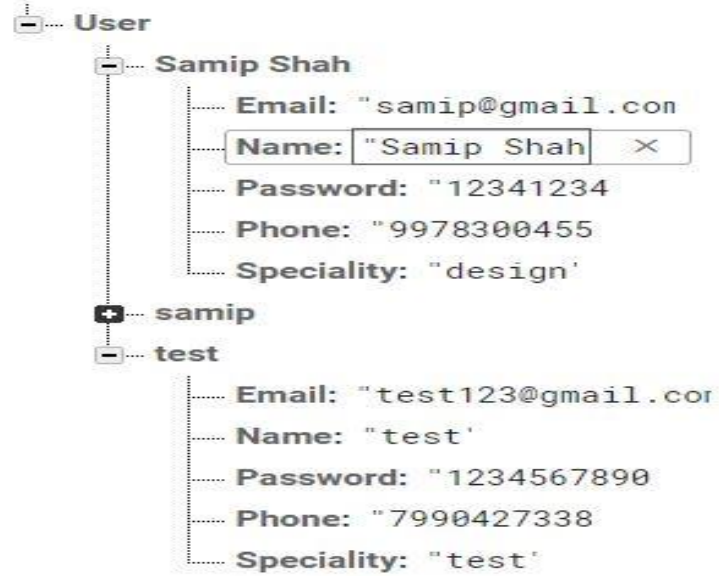 User
Samip Shah
Email: "samip@gmail.con
Name: "Samip Shah
Password: "12341234
Phone: "9978300455
Speciality: "design'
samip
test
Email: "test123@gmail.cor
Name: "test'
Password: "1234567890
Phone: "7990427338
Speciality: "test'